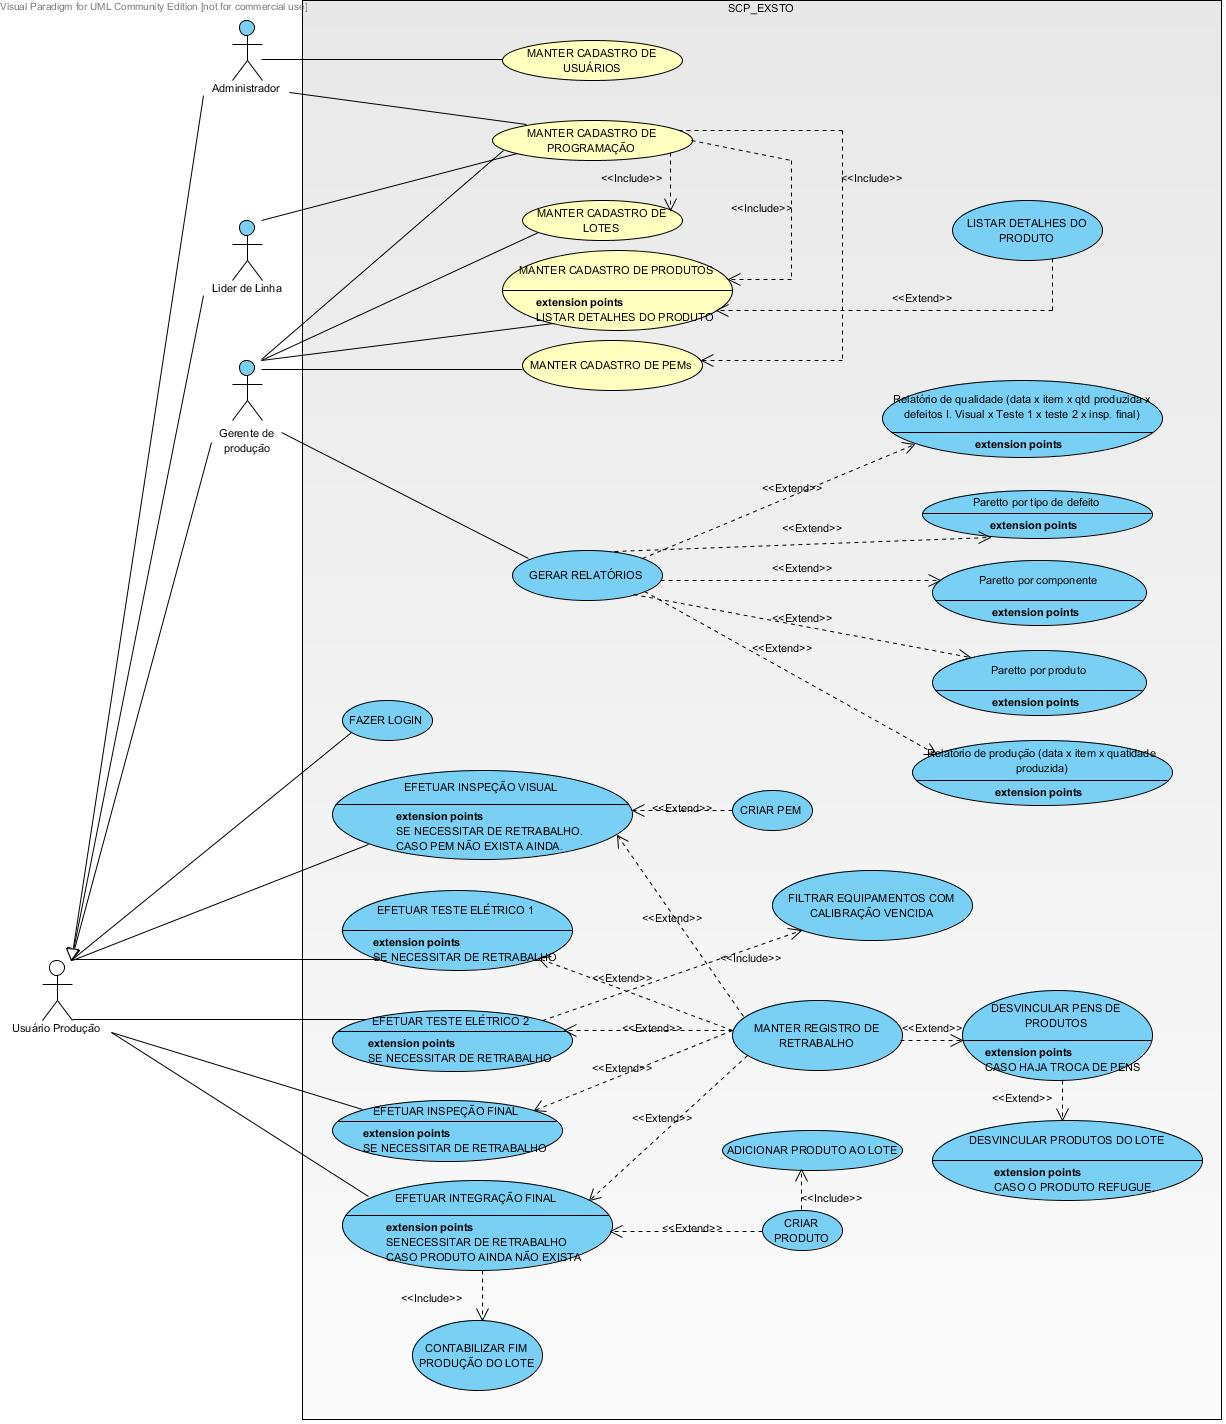 Visual Paradigm for UML Community Edition [not for commercial use]
SCP_EXSTO
Administrador
MANTER CADASTRO DE
USUÁRIOS
MANTER CADASTRO DE
PROGRAMAÇÃO
<<Include>>
<<Include>>
<<Include>>
MANTER CADASTRO DE
LOTES
LISTAR DETALHES DO
PRODUTO
Lider de Linha
MANTER CADASTRO DE PRODUTOS
extension points
LISTAR DETALHES DO PRODUTO
<<Extend>>
MANTER CADASTRO DE PEMs
Gerente de
produção
Relatório de qualidade (data x item x qtd produzida x
defeitos I. Visual x Teste 1 x teste 2 x insp. final)
extension points
<<Extend>>
Paretto por tipo de defeito
extension points
<<Extend>>
GERAR RELATÓRIOS
<<Extend>>
Paretto por componente
extension points
<<Extend>>
<<Extend>>
Paretto por produto
extension points
Relatório de produção (data x item x quatidade
produzida)
extension points
FAZER LOGIN
EFETUAR INSPEÇÃO VISUAL
extension points
SE NECESSITAR DE RETRABALHO.
CASO PEM NÃO EXISTA AINDA.
<<Extend>>
CRIAR PEM
FILTRAR EQUIPAMENTOS COM
CALIBRAÇÃO VENCIDA
EFETUAR TESTE ELÉTRICO 1
extension points
SE NECESSITAR DE RETRABALHO
<<Extend>>
<<Include>>
<<Extend>>
Usuário Produção
EFETUAR TESTE ELÉTRICO 2
extension points
SE NECESSITAR DE RETRABALHO
<<Extend>>
MANTER REGISTRO DE
RETRABALHO
<<Extend>>
DESVINCULAR PENS DE
PRODUTOS
extension points
CASO HAJA TROCA DE PENS
<<Extend>>
<<Extend>>
EFETUAR INSPEÇÃO FINAL
extension points
SE NECESSITAR DE RETRABALHO
<<Extend>>
DESVINCULAR PRODUTOS DO LOTE
extension points
CASO O PRODUTO REFUGUE.
ADICIONAR PRODUTO AO LOTE
<<Include>>
EFETUAR INTEGRAÇÃO FINAL
extension points
SENECESSITAR DE RETRABALHO
CASO PRODUTO AINDA NÃO EXISTA
<<Extend>>
CRIAR
PRODUTO
<<Include>>
CONTABILIZAR FIM
PRODUÇÃO DO LOTE